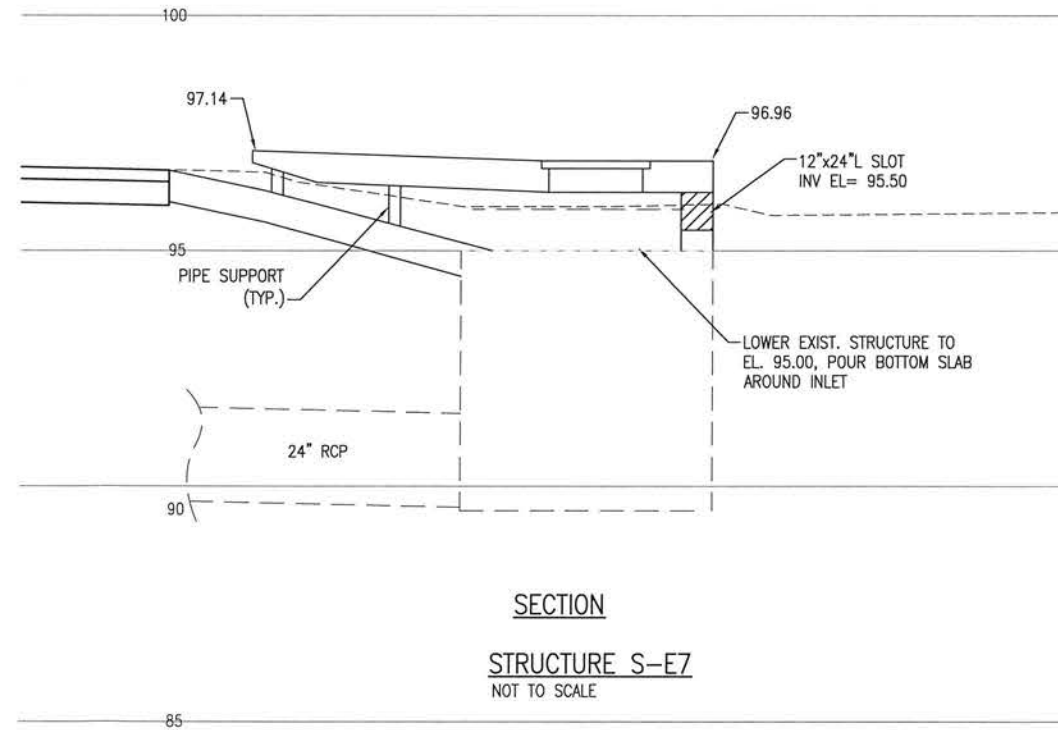 100
97.14
96.96
12"x24"L SLOT
INV EL= 95.50
95
PIPE SUPPORT
(TYP.)
LOWER EXIST. STRUCTURE TO
EL. 95.00, POUR BOTTOM SLAB
AROUND INLET
24" RCP
90
SECTION
STRUCTURE S-E7
NOT TO SCALE
85